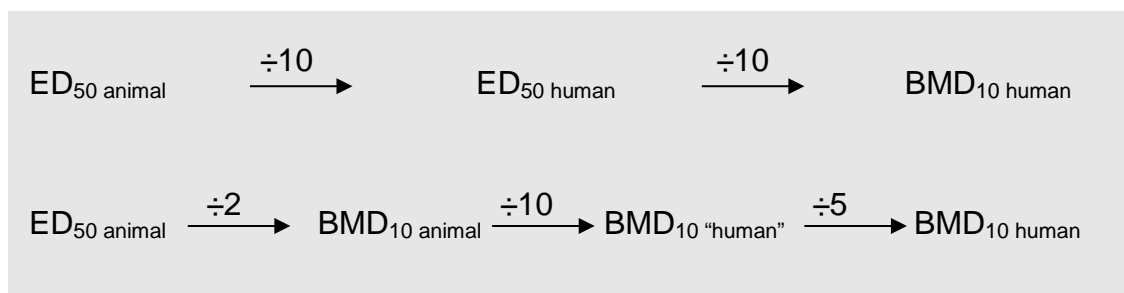 ÷10 ÷10
ED50 animal ED50 human BMD10 human
÷2 ÷10 ÷5
ED50 animal BMD10 animal BMD10 “human” BMD10 human